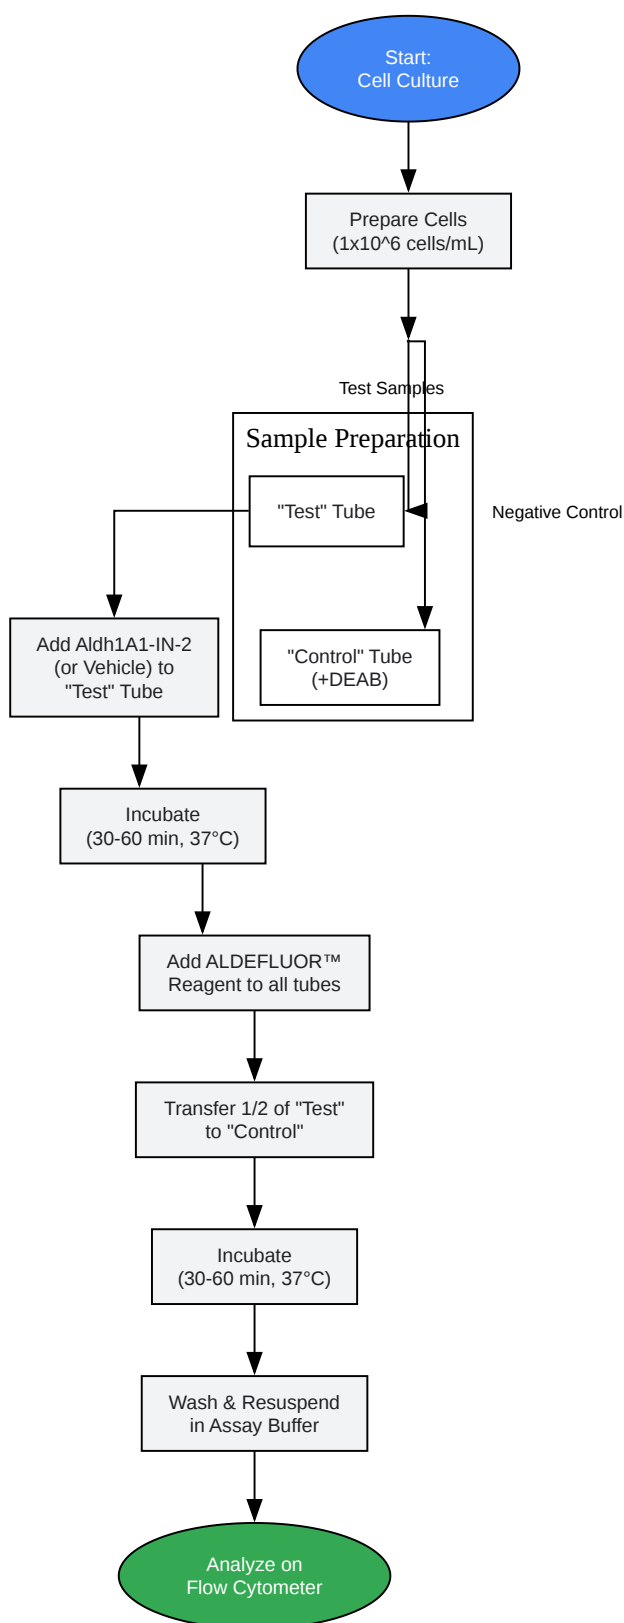 Start:
Cell Culture
Prepare Cells
(1x10^6 cells/mL)
Test Samples
Sample Preparation
"Test" Tube
Negative Control
Add Aldh1A1-IN-2
(or Vehicle) to
"Test" Tube
"Control" Tube
(+DEAB)
Incubate
(30-60 min, 37°C)
Add ALDEFLUOR™
Reagent to all tubes
Transfer 1/2 of "Test"
to "Control"
Incubate
(30-60 min, 37°C)
Wash & Resuspend
in Assay Buffer
Analyze on
Flow Cytometer